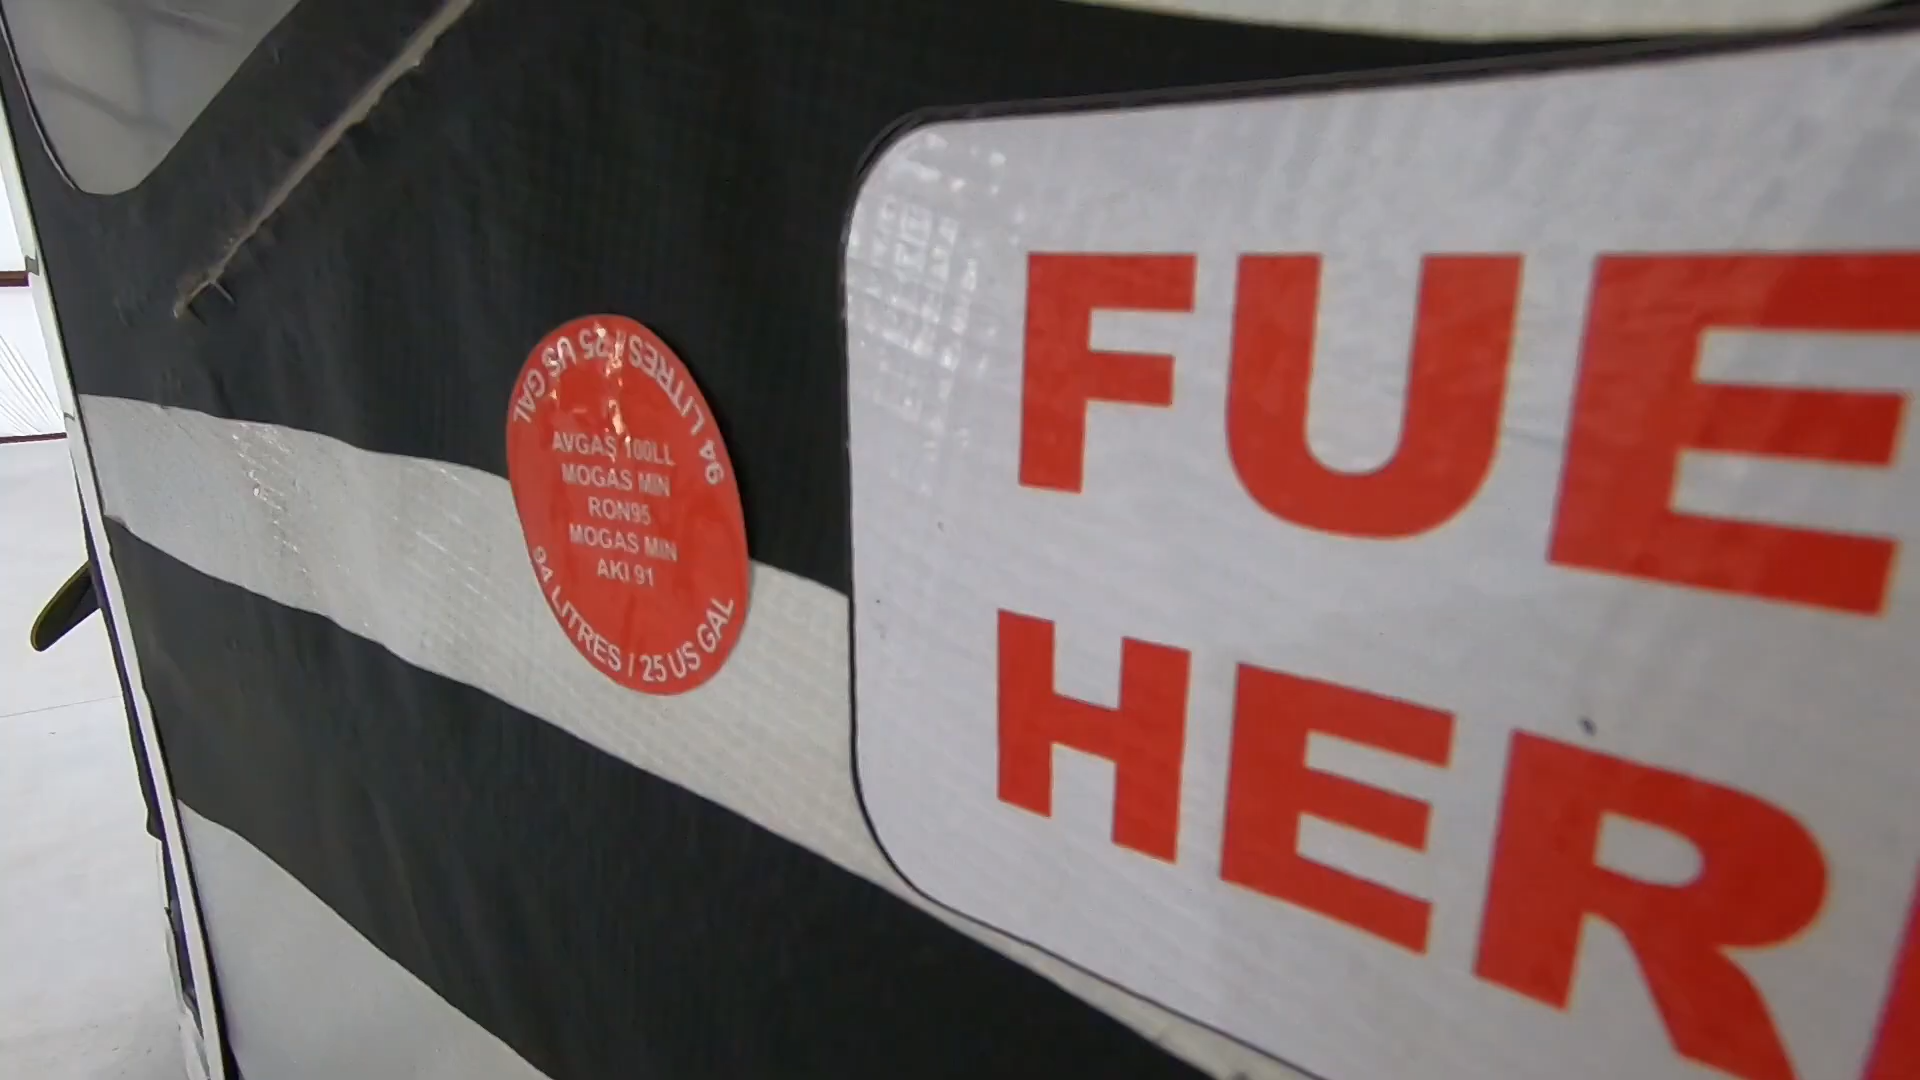 94 LITRES / 25 US GAL
AVGAS 100LL
MOGAS MIN
RON95
MOGAS MIN
AKI 91
94 LITRES / 25 US GAL
FUE
HER